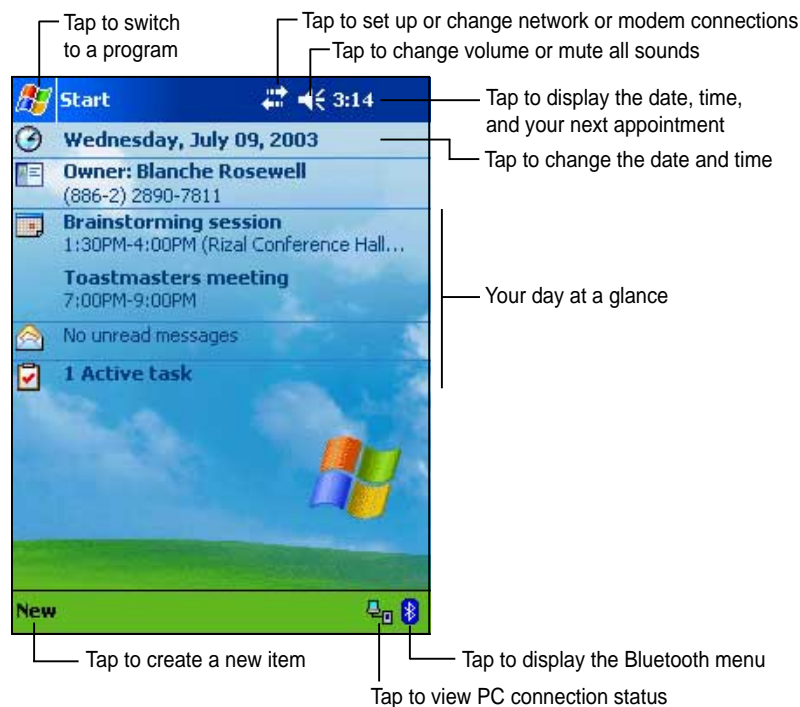 Tap to switch
to a program
Tap to set up or change network or modem connections
Tap to change volume or mute all sounds
Start 3:14
Tap to display the date, time,
and your next appointment
Wednesday, July 09, 2003
Tap to change the date and time
Owner: Blanche Rosewell
(886-2) 2890-7811
Brainstorming session
1:30PM-4:00PM (Rizal Conference Hall...
Toastmasters meeting
7:00PM-9:00PM
Your day at a glance
No unread messages
1 Active task
New
Tap to create a new item
Tap to display the Bluetooth menu
Tap to view PC connection status